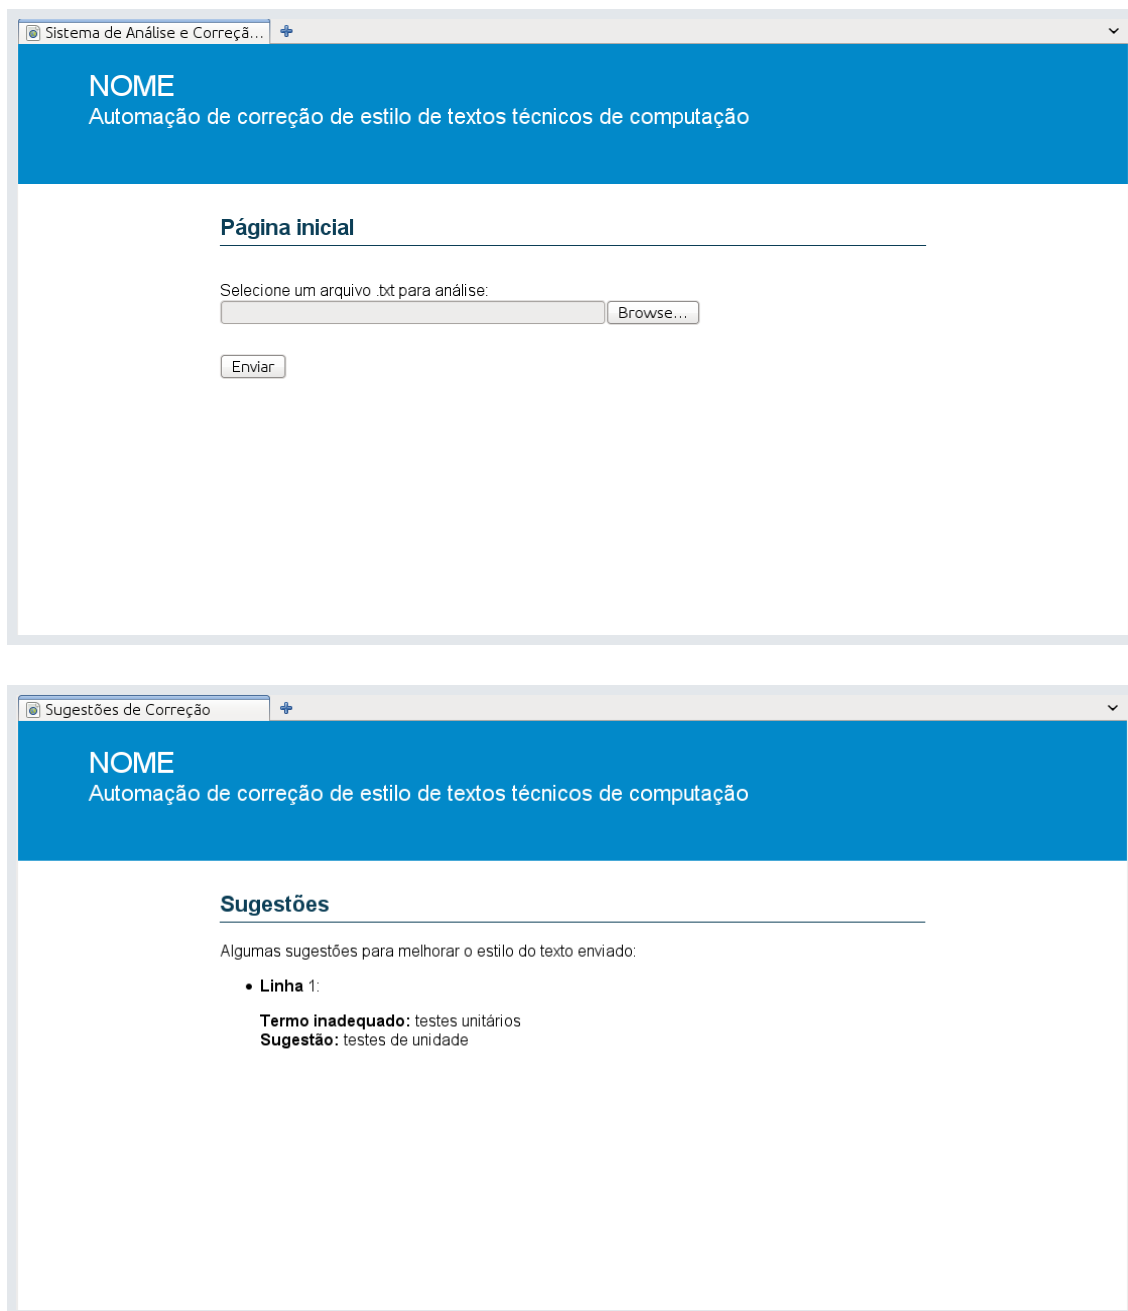 Sistema de Análise e Correçã...
NOME
Automação de correção de estilo de textos técnicos de computação
Página inicial
Selecione um arquivo .txt para análise:
Browse...
Enviar
Sugestões de Correção
NOME
Automação de correção de estilo de textos técnicos de computação
Sugestões
Algumas sugestões para melhorar o estilo do texto enviado:
• Linha 1:
Termo inadequado: testes unitários
Sugestão: testes de unidade